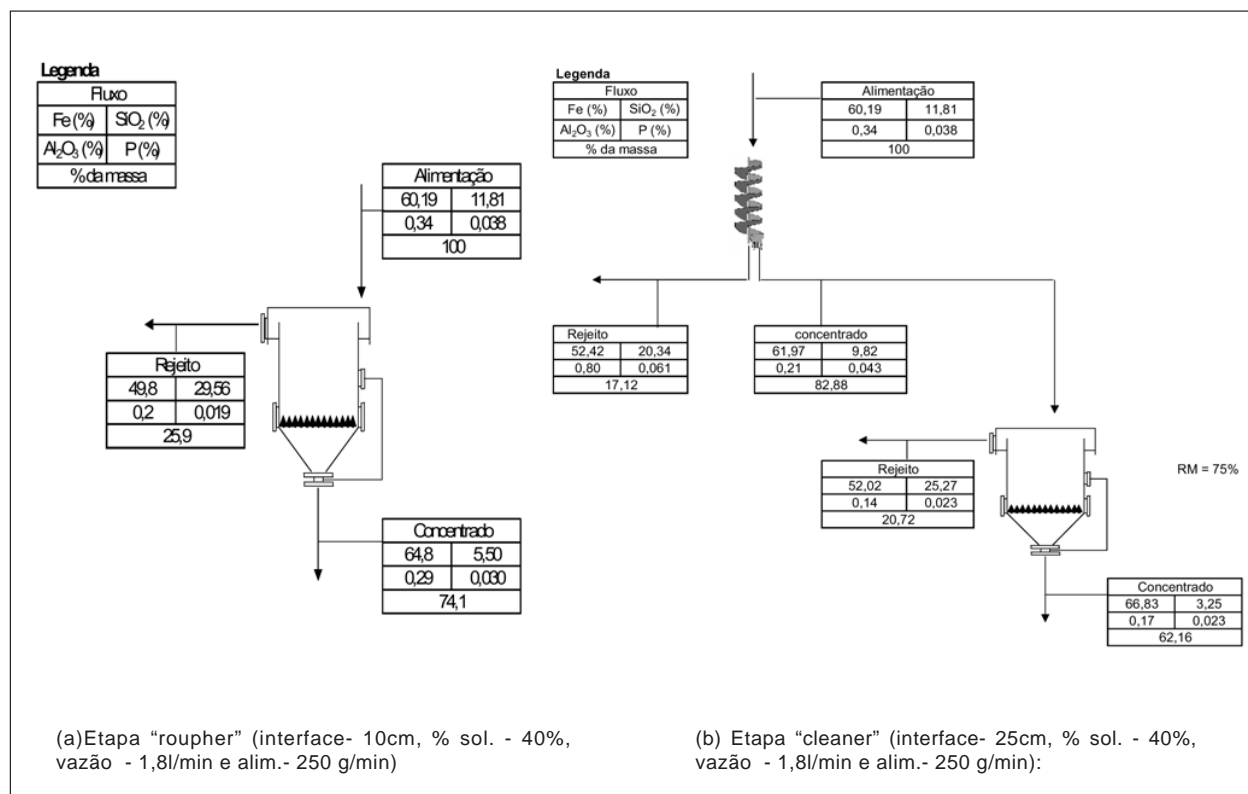 Legenda
Fluxo
Fe (%) SiO2 (%)
Al2O3 (%) P (%)
% da massa
Alimentação
60,19 11,81
0,34 0,038
100
Rejeito
49,8 29,56
0,2 0,019
25,9
Concentrado
64,8 5,50
0,29 0,030
74,1
(a)Etapa “roupher” (interface- 10cm, % sol. - 40%,
vazão - 1,8l/min e alim.- 250 g/min)
Legenda
Fluxo
Fe (%) SiO2 (%)
Al2O3 (%) P (%)
% da massa
Alimentação
60,19 11,81
0,34 0,038
100
Rejeito
52,42 20,34
0,80 0,061
17,12
concentrado
61,97 9,82
0,21 0,043
82,88
Rejeito
52,02 25,27
0,14 0,023
20,72
RM = 75%
Concentrado
66,83 3,25
0,17 0,023
62,16
(b) Etapa “cleaner” (interface- 25cm, % sol. - 40%,
vazão - 1,8l/min e alim.- 250 g/min):